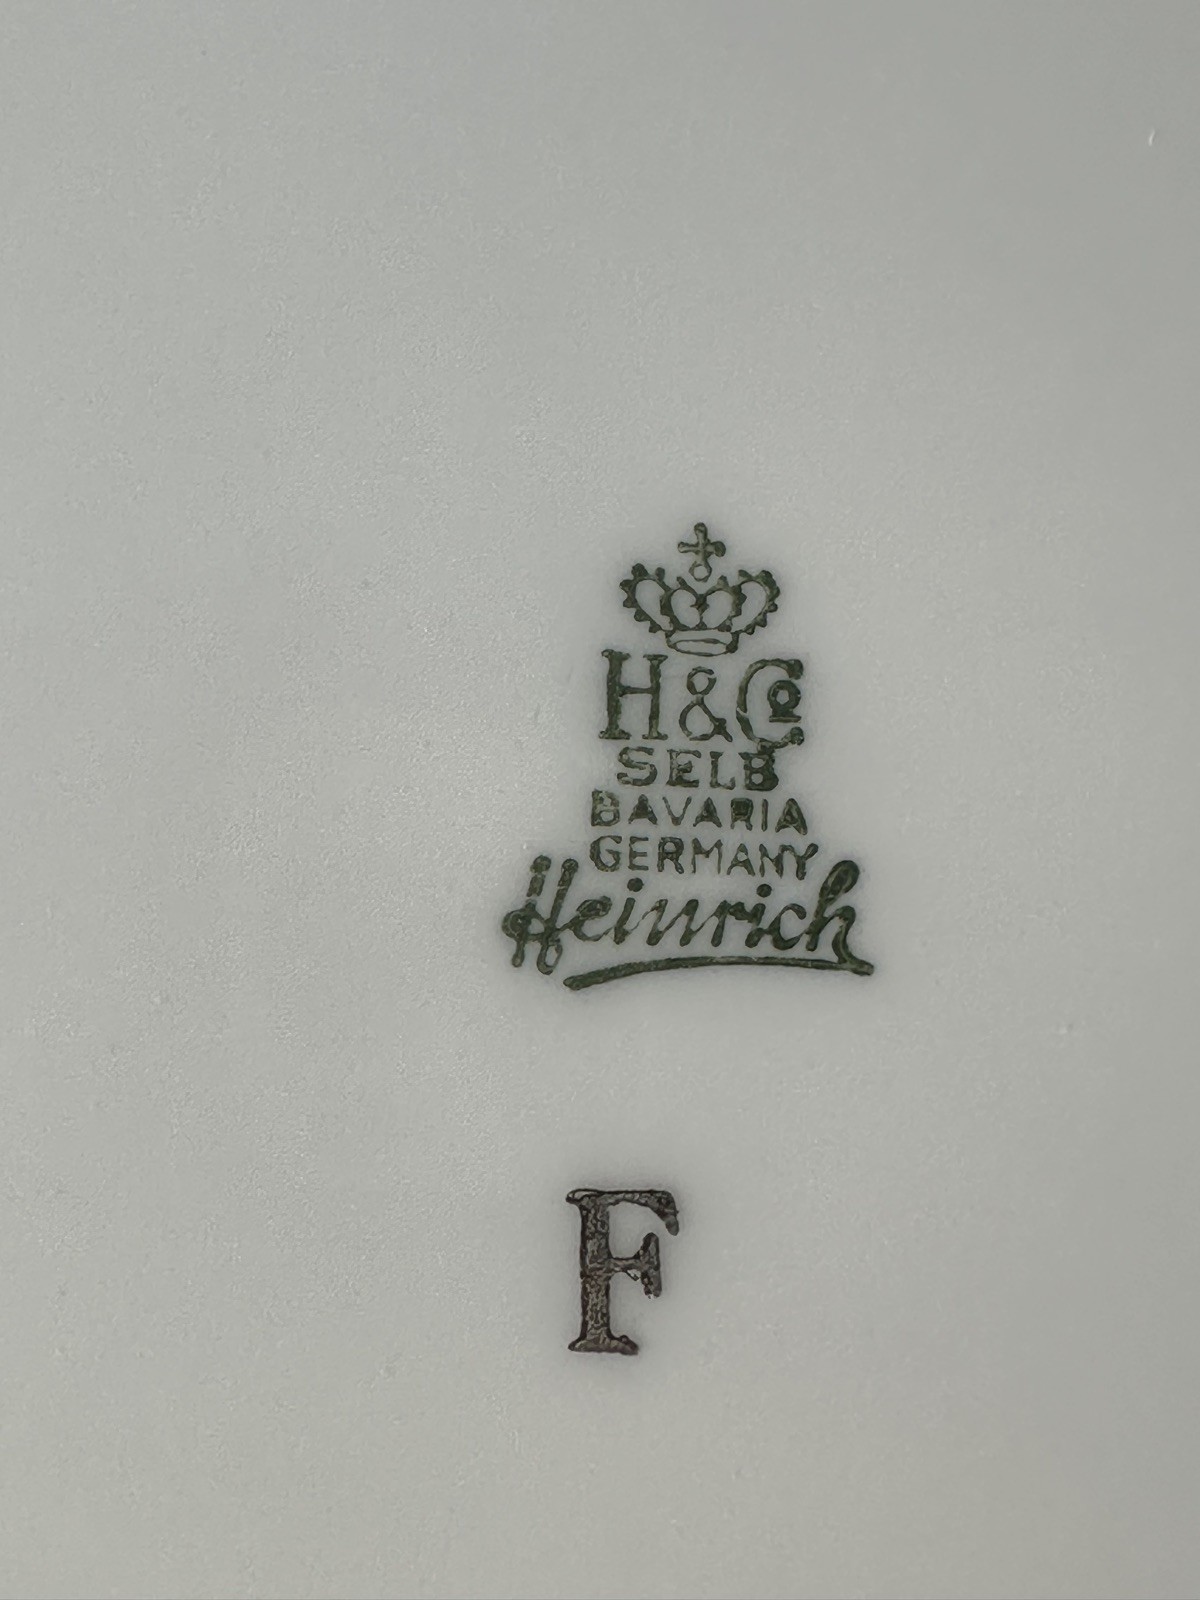 H & Co
SELB
BAVARIA
GERMANY
Heinrich
F